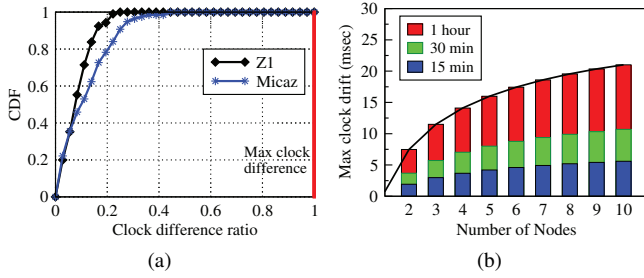 CDF
1
0.8
0.6
0.4
0.2
0
Z1
Micaz
Max clock
difference
0 0.2 0.4 0.6 0.8 1
Clock difference ratio
(a)
Max clock drift (msec)
30
25
20
15
10
5
0
1 hour
30 min
15 min
2 3 4 5 6 7 8 9 10
Number of Nodes
(b)